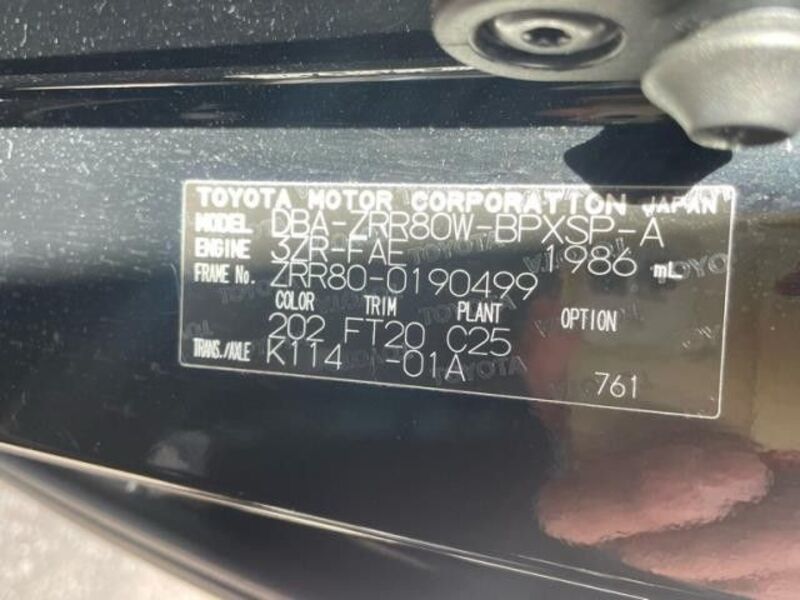 TOYOTA MOTOR CORPORATION JAPAN
MODEL DBA-ZRR80W-BPXSP-A
ENGINE 3ZR-FAE 1986 mL
FRAME No. ZRR80-0190499
COLOR TRIM PLANT OPTION
202 FT20 C25
TRANS./AXLE K114 -01A
761